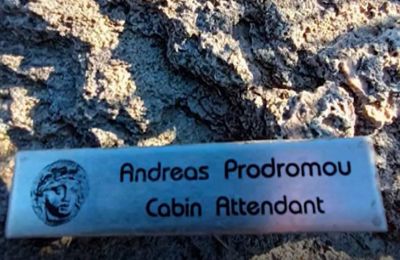 Andreas Prodromou
Cabin Attendant